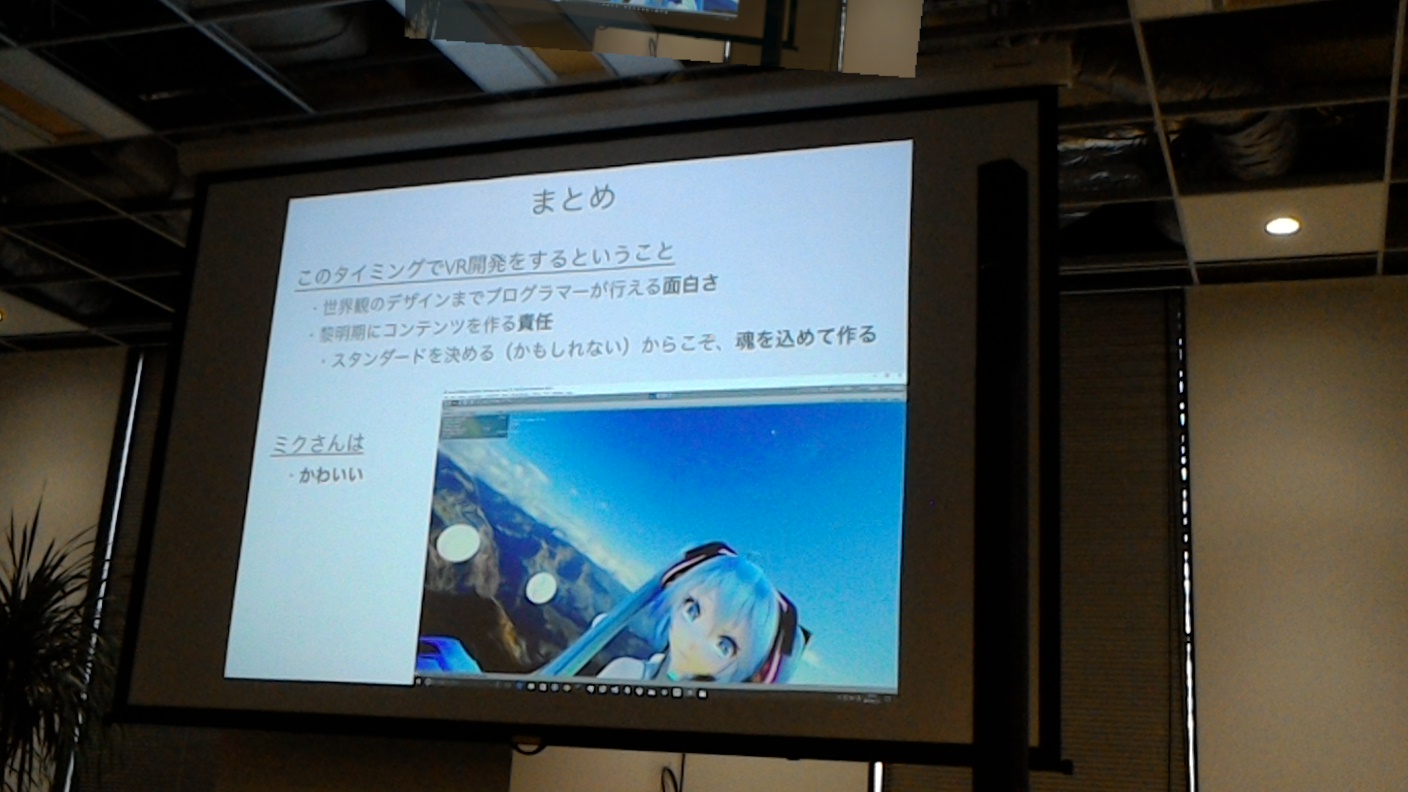 まとめ
このタイミングでVR開発をするということ
・世界観のデザインまでプログラマーが行える面白さ
・黎明期にコンテンツを作る責任
・スタンダードを決める（かもしれない）からこそ、魂を込めて作る
ミクさんは
・かわいい